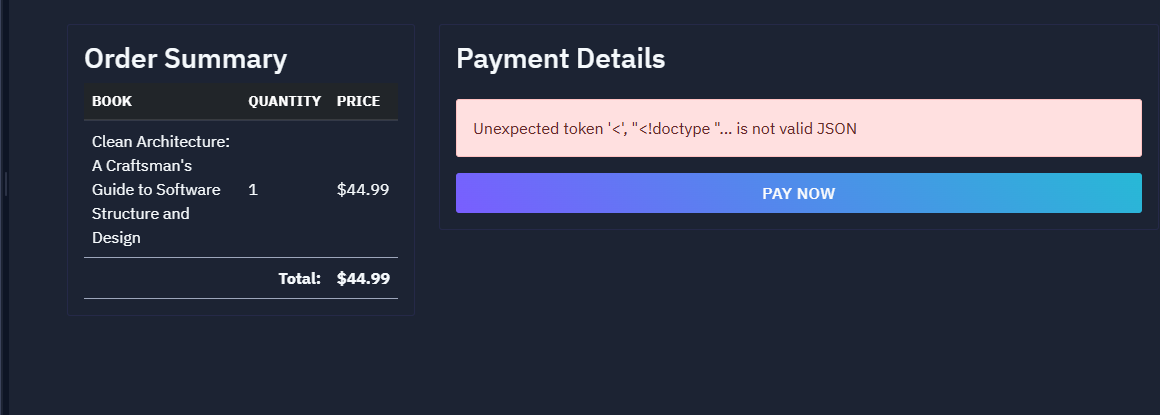 Order Summary
BOOK QUANTITY PRICE
Clean Architecture:
A Craftsman's
Guide to Software 1 $44.99
Structure and
Design
Total: $44.99
Payment Details
Unexpected token '<', "<!doctype "... is not valid JSON
PAY NOW